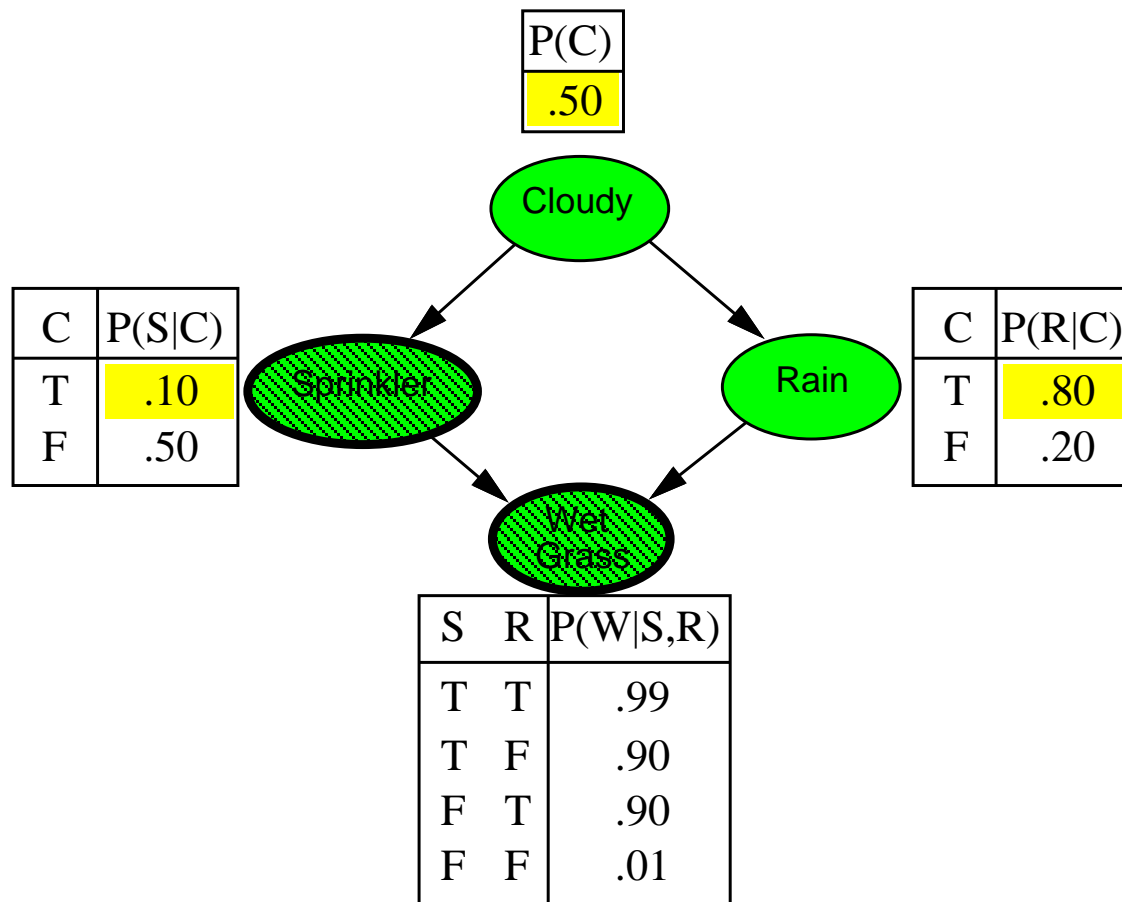 P(C)
.50
Cloudy
C P(S|C)
T .10
F .50
Sprinkler
Rain
C P(R|C)
T .80
F .20
Wet
Grass
S R P(W|S,R)
T T .99
T F .90
F T .90
F F .01